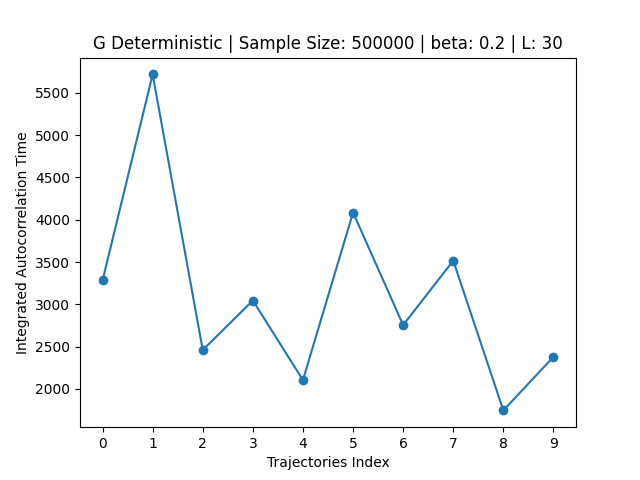 G Deterministic | Sample Size: 500000 | beta: 0.2 | L: 30
Integrated Autocorrelation Time
5500
5000
4500
4000
3500
3000
2500
2000
0 1 2 3 4 5 6 7 8 9
Trajectories Index